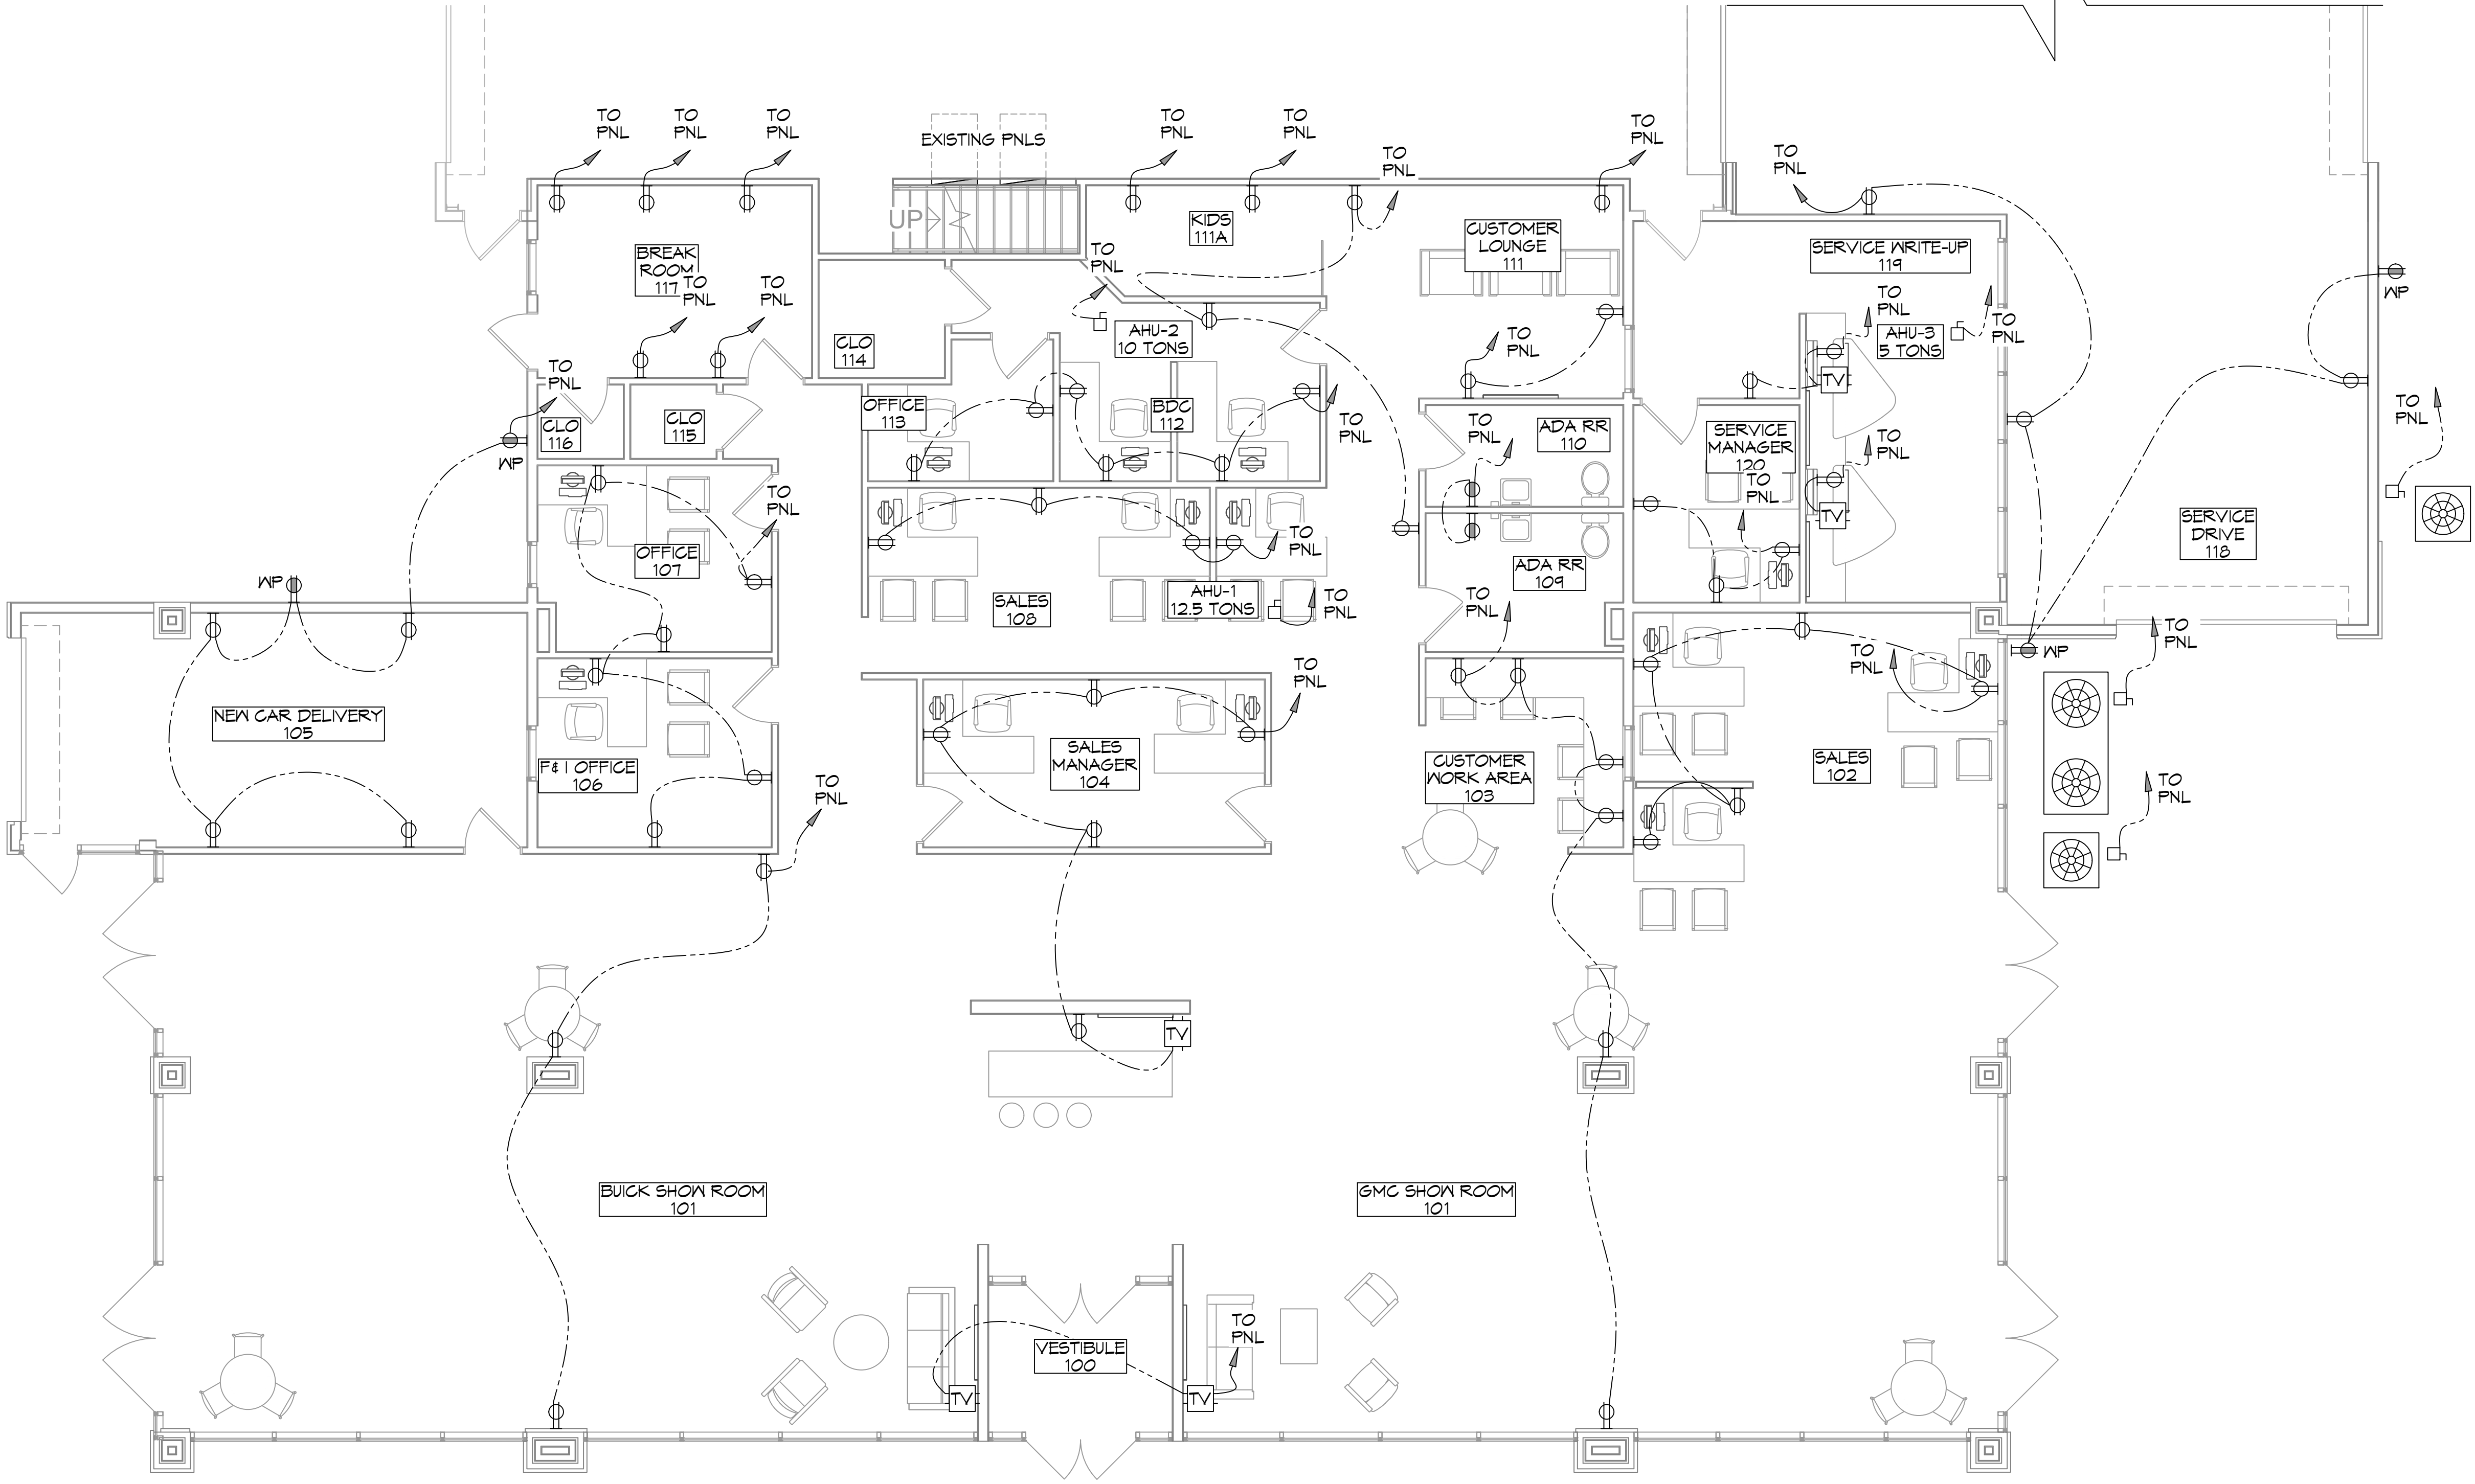 TO
PNL
TO
PNL
TO
PNL
EXISTING PNLS
TO
PNL
TO
PNL
TO
PNL
TO
PNL
TO
PNL
UP
KIDS
111A
CUSTOMER
LOUNGE
111
SERVICE WRITE-UP
119
BREAK
ROOM
117
TO
PNL
TO
PNL
TO
PNL
WP
TO
PNL
AHU-2
10 TONS
TO
PNL
AHU-3
5 TONS
TO
PNL
CLO
114
TO
PNL
TO
PNL
TV
OFFICE
113
BDC
112
TO
PNL
TO
PNL
CLO
116
CLO
115
TO
PNL
ADA RR
110
SERVICE
MANAGER
120
TO
PNL
WP
TO
PNL
TO
PNL
TV
SERVICE
DRIVE
118
OFFICE
107
TO
PNL
ADA RR
109
WP
SALES
108
AHU-1
12.5 TONS
TO
PNL
TO
PNL
TO
PNL
WP
TO
PNL
TO
PNL
NEW CAR DELIVERY
105
F&I OFFICE
106
SALES
MANAGER
104
CUSTOMER
WORK AREA
103
SALES
102
TO
PNL
TO
PNL
TV
BUICK SHOW ROOM
101
GMC SHOW ROOM
101
VESTIBULE
100
TO
PNL
TV
TV